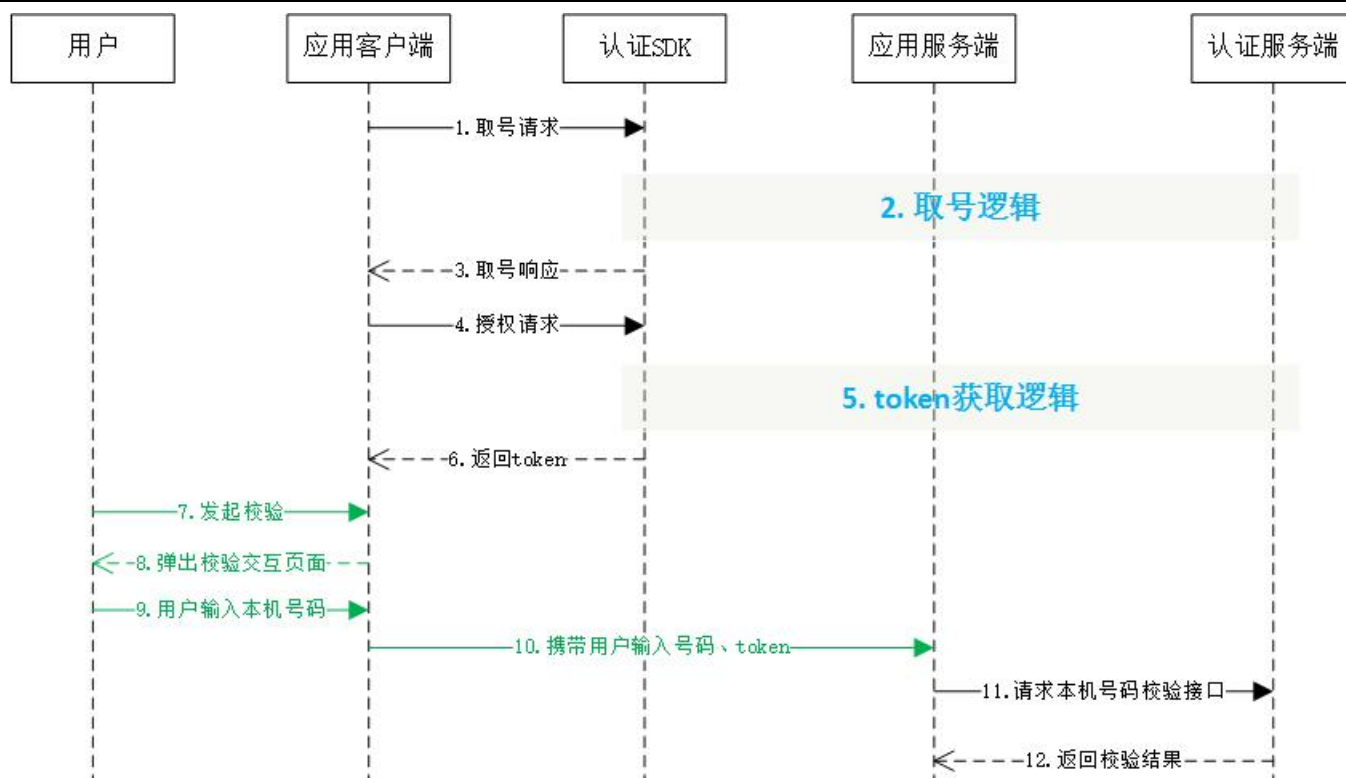 用户
应用客户端
认证SDK
应用服务端
认证服务端
1. 取号请求
2. 取号逻辑
3. 取号响应
4. 授权请求
5. token获取逻辑
6. 返回token
7. 发起校验
8. 弹出校验交互页面
9. 用户输入本机号码
10. 携带用户输入号码、token
11. 请求本机号码校验接口
12. 返回校验结果